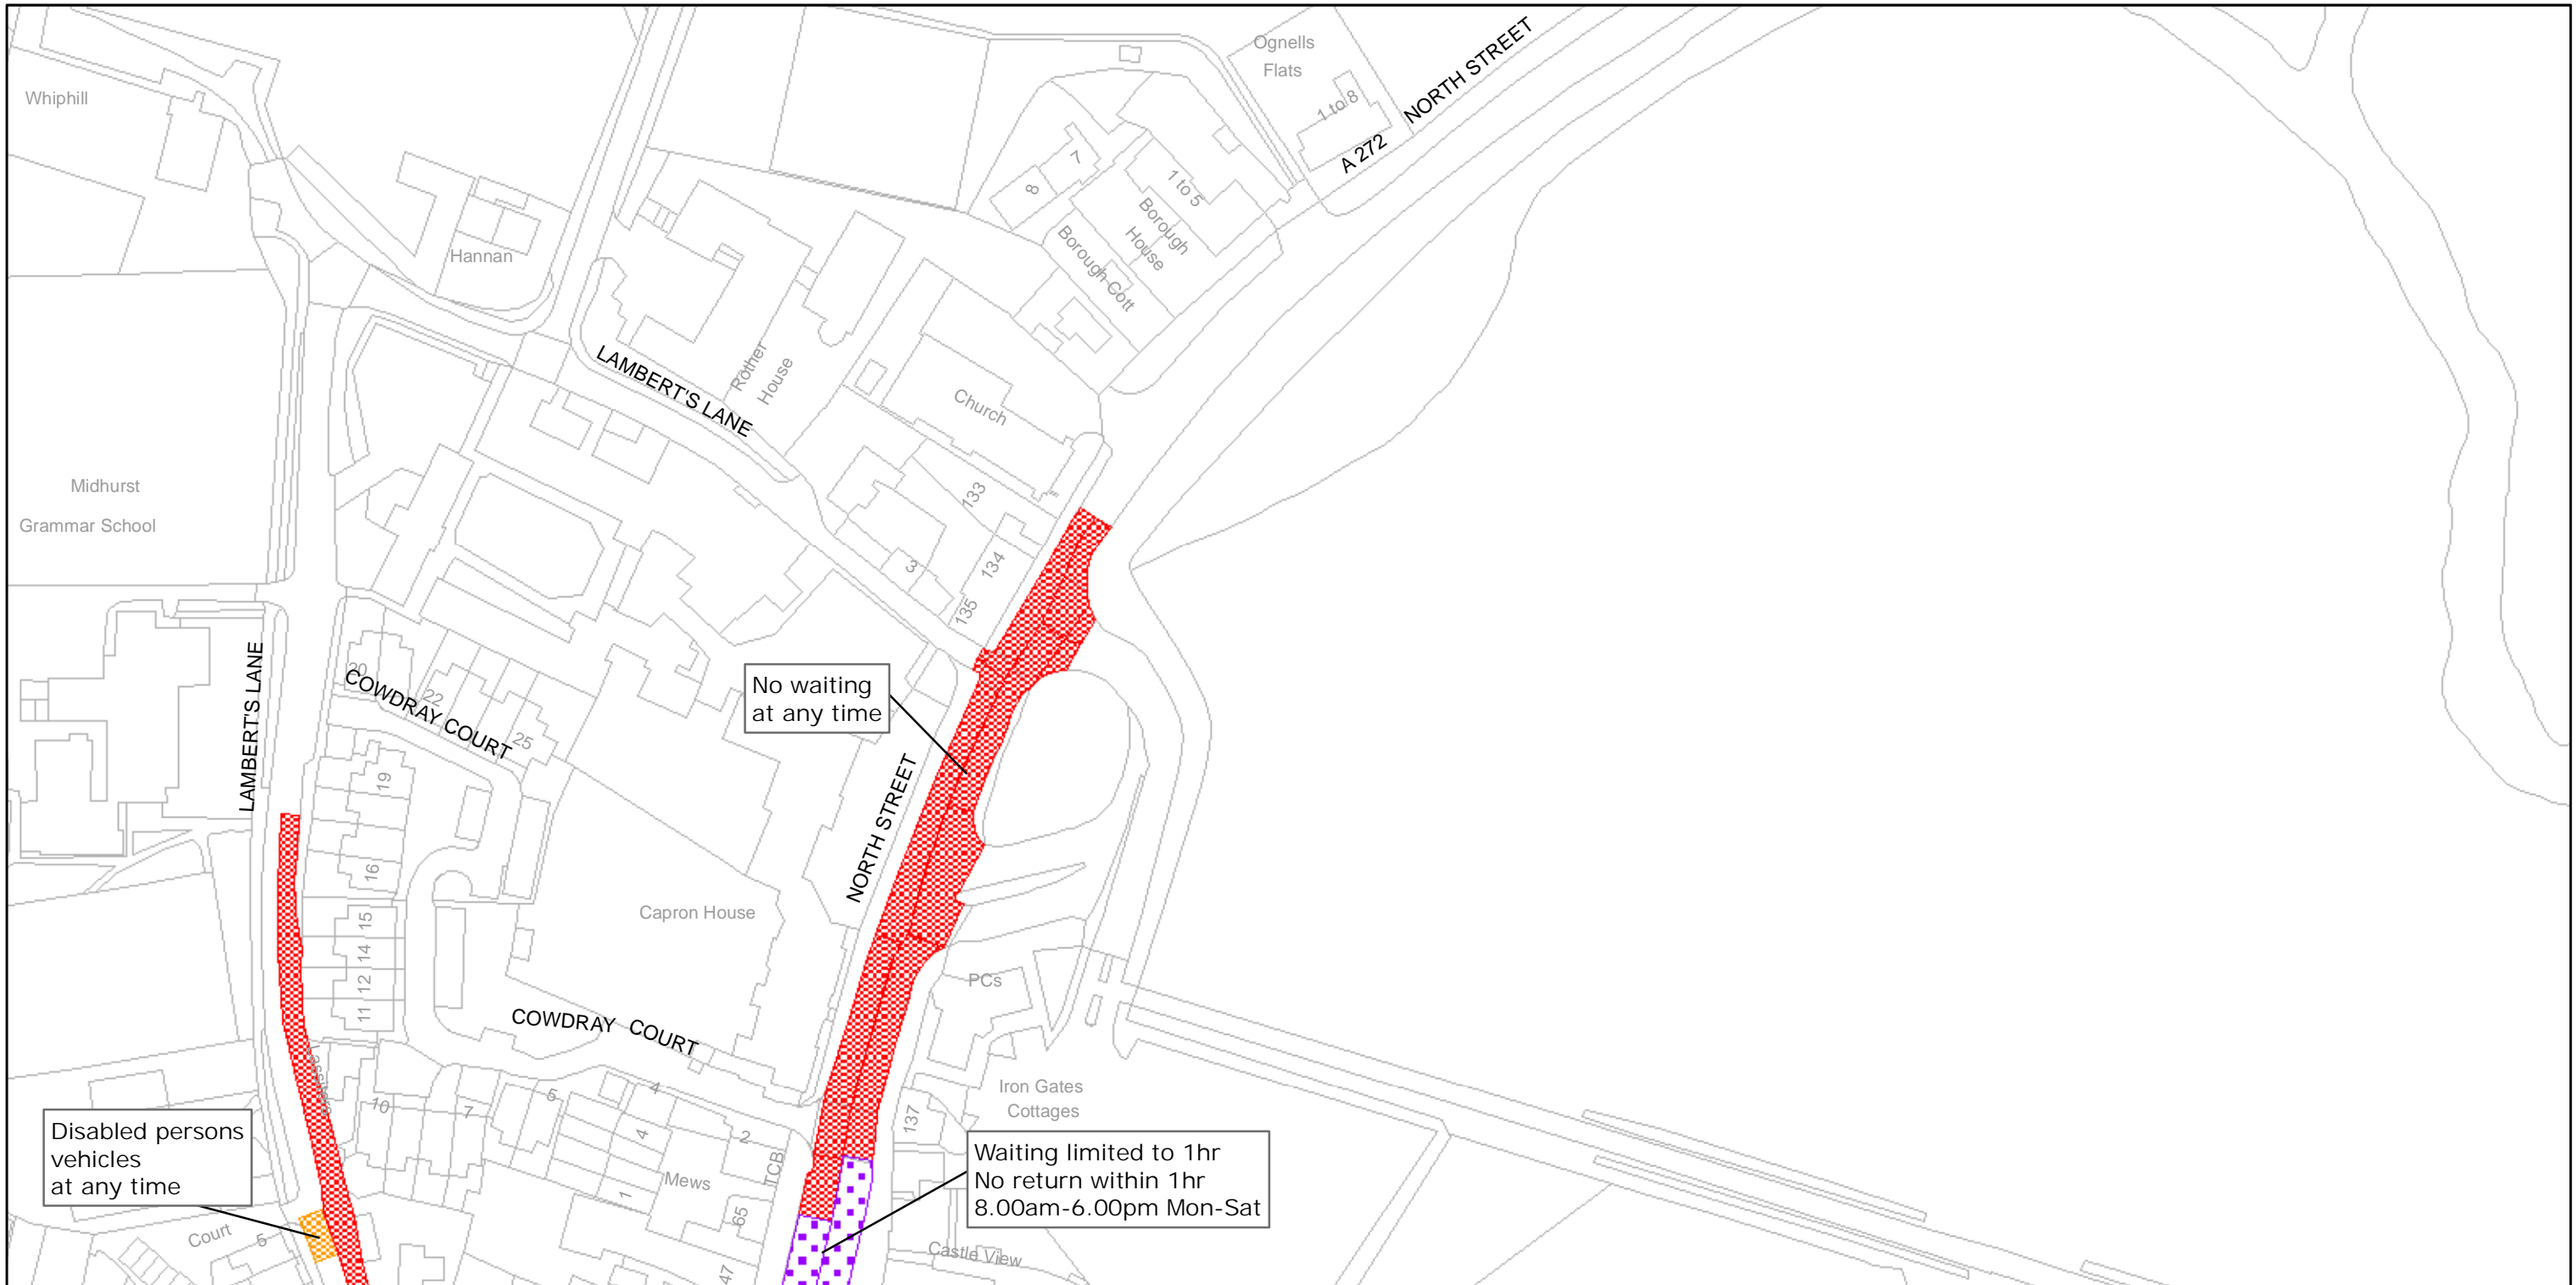 Ognells
Flats
1 to 8
NORTH STREET
A 272
Whiphill
7
8
1 to 5
Borough
House
Borough Cott
Hannan
LAMBERT'S LANE
Rother
House
Church
Midhurst
Grammar School
133
134
3
135
LAMBERT'S LANE
20
22
COWDRAY COURT
25
No waiting
at any time
19
NORTH STREET
16
Capron House
15
14
12
11
PCs
COWDRAY COURT
Iron Gates
Cottages
10
7
5
4
4
2
137
TCB
Mews
1
65
Disabled persons
vehicles
at any time
Waiting limited to 1hr
No return within 1hr
8.00am-6.00pm Mon-Sat
Court
5
Castle View
47